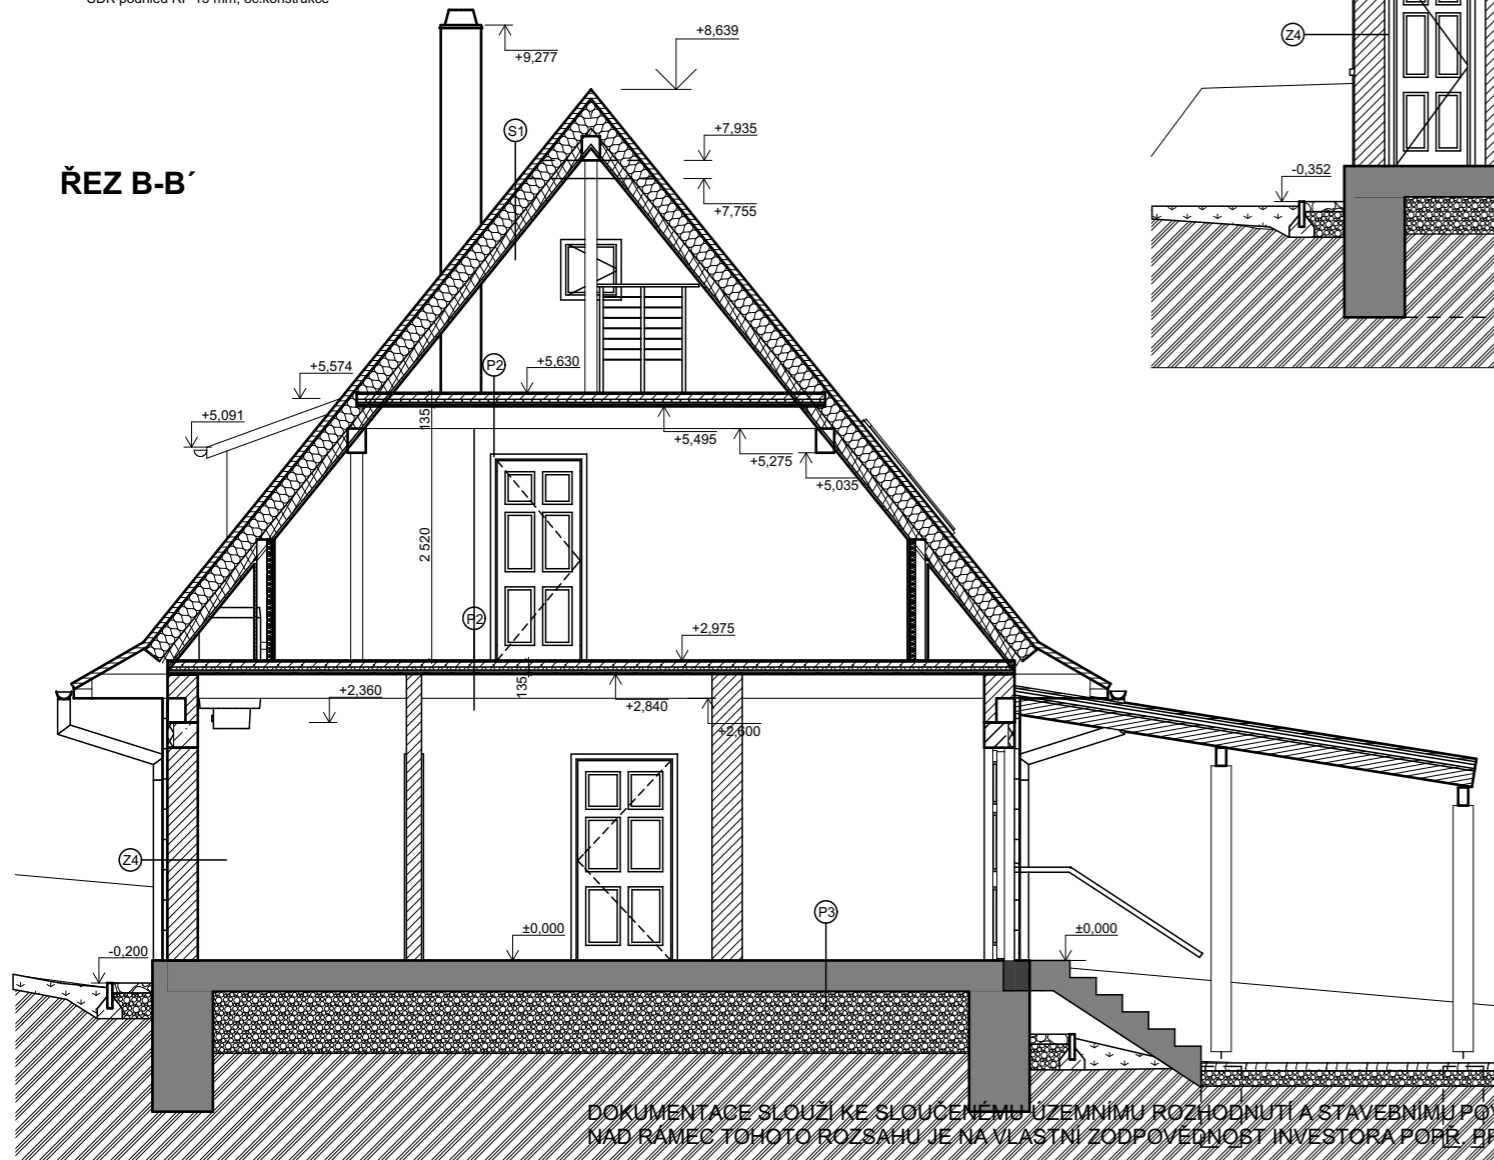 +9,277
+8,639
Z4
S1
+7,935
ŘEZ B-B´
-0,352
+7,755
+5,574
P2
+5,630
+5,091
135
+5,495
+5,275
+5,035
2 520
P2
+2,975
135
+2,360
+2,840
+2,600
Z4
P3
±0,000
±0,000
-0,200
DOKUMENTACE SLOUŽÍ KE SLOUČENÉMU ÚZEMNÍMU ROZHODNUTÍ A STAVEBNÍMU
NAD RÁMEC TOHOTO ROZSAHU JE NA VLASTNÍ ZODPOVĚDNOST INVESTORA POPŘ.